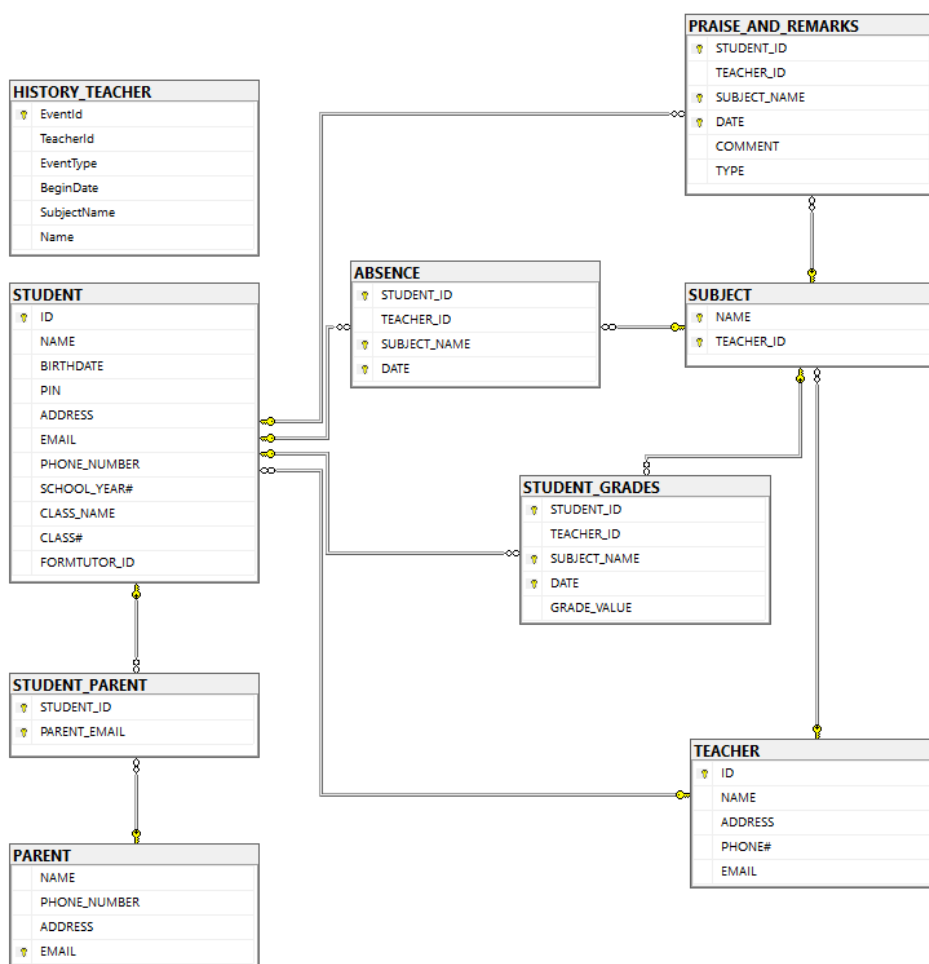 PRAISE_AND_REMARKS
STUDENT_ID
TEACHER_ID
SUBJECT_NAME
DATE
COMMENT
TYPE
HISTORY_TEACHER
EventId
TeacherId
EventType
BeginDate
SubjectName
Name
ABSENCE
STUDENT_ID
TEACHER_ID
SUBJECT_NAME
DATE
SUBJECT
NAME
TEACHER_ID
STUDENT
ID
NAME
BIRTHDATE
PIN
ADDRESS
EMAIL
PHONE_NUMBER
SCHOOL_YEAR#
CLASS_NAME
CLASS#
FORMTUTOR_ID
STUDENT_GRADES
STUDENT_ID
TEACHER_ID
SUBJECT_NAME
DATE
GRADE_VALUE
STUDENT_PARENT
STUDENT_ID
PARENT_EMAIL
TEACHER
ID
NAME
ADDRESS
PHONE#
EMAIL
PARENT
NAME
PHONE_NUMBER
ADDRESS
EMAIL